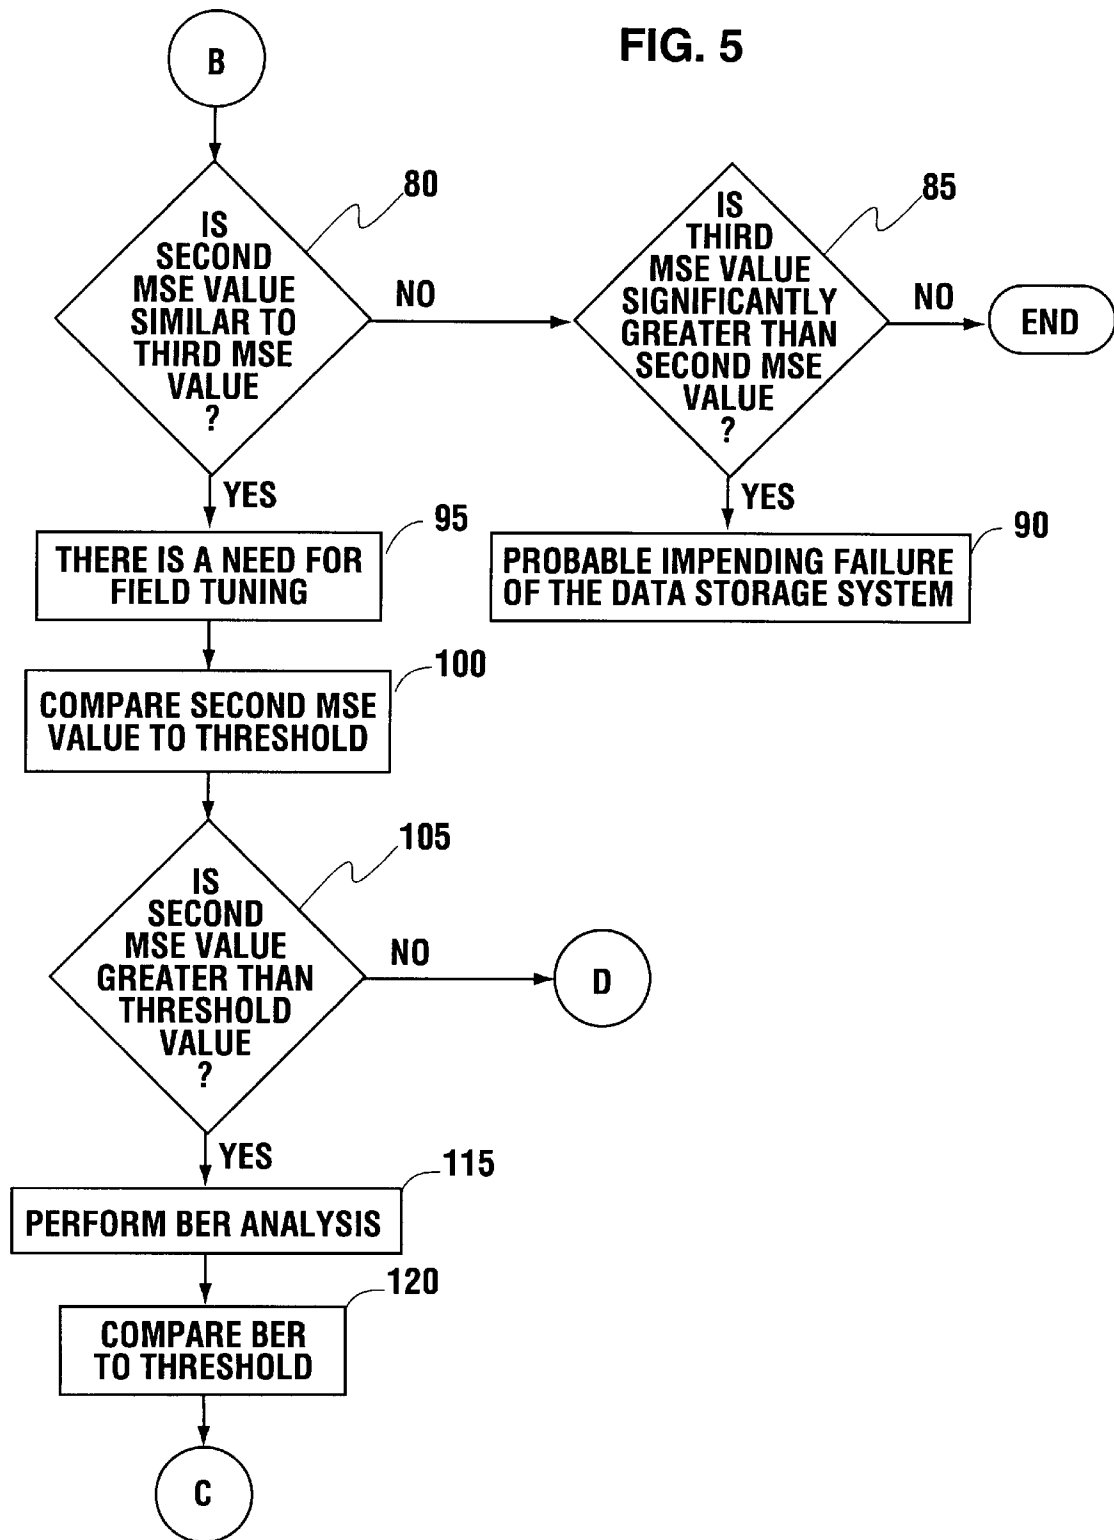 FIG. 5
B
80
IS
SECOND
MSE VALUE
SIMILAR TO
THIRD MSE
VALUE
?
NO
85
IS
THIRD
MSE VALUE
SIGNIFICANTLY
GREATER THAN
SECOND MSE
VALUE
?
NO
END
YES
YES
95
THERE IS A NEED FOR
FIELD TUNING
90
PROBABLE IMPENDING FAILURE
OF THE DATA STORAGE SYSTEM
100
COMPARE SECOND MSE
VALUE TO THRESHOLD
105
IS
SECOND
MSE VALUE
GREATER THAN
THRESHOLD
VALUE
?
NO
D
YES
115
PERFORM BER ANALYSIS
120
COMPARE BER
TO THRESHOLD
C